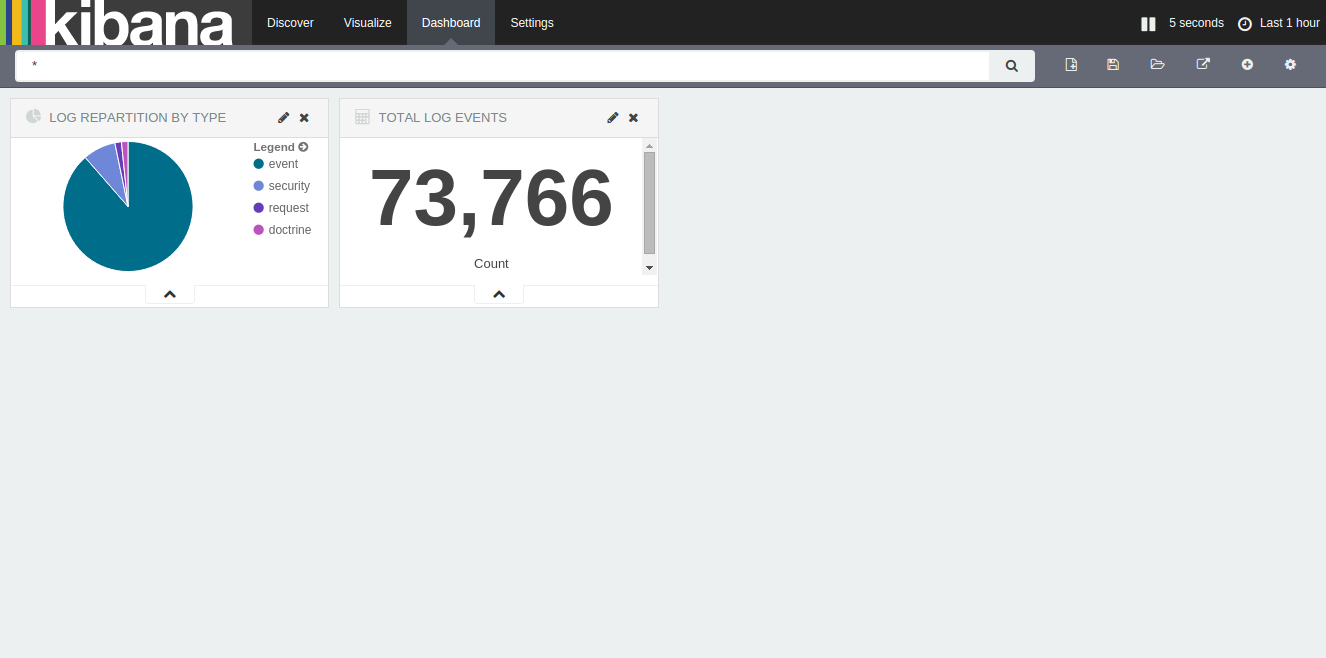 kibana Discover Visualize Dashboard Settings 5 seconds Last 1 hour
*
LOG REPARTITION BY TYPE
Legend
event
security
request
doctrine
TOTAL LOG EVENTS
73,766
Count